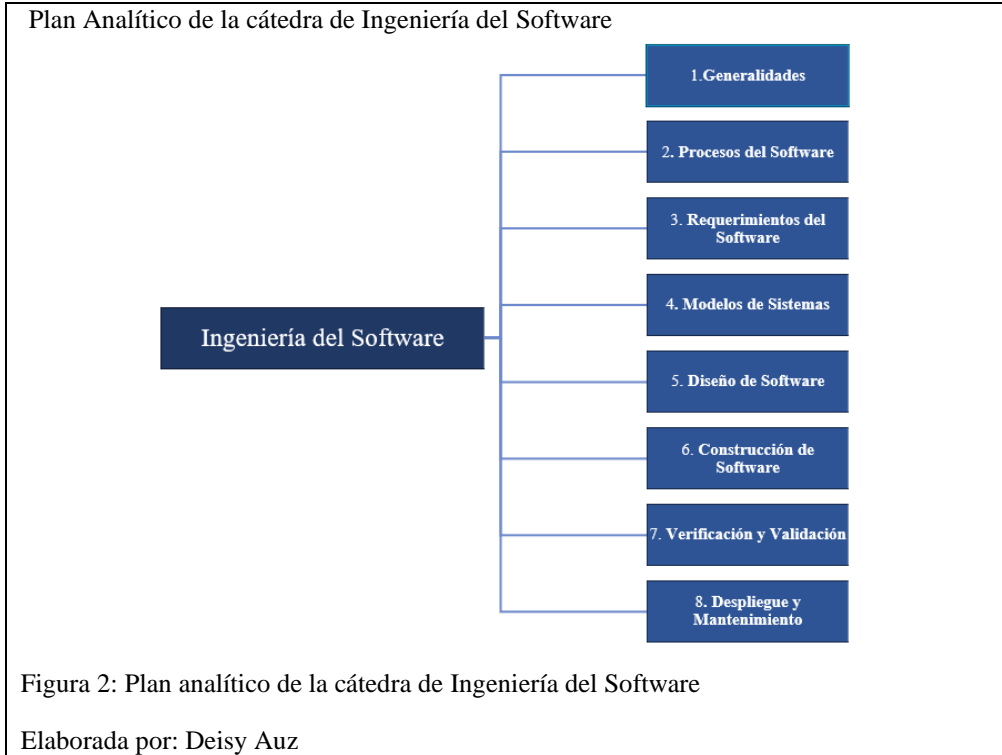 Plan Analítico de la cátedra de Ingeniería del Software
1.Generalidades
2. Procesos del Software
3. Requerimientos del
Software
4. Modelos de Sistemas
Ingeniería del Software
5. Diseño de Software
6. Construcción de
Software
7. Verificación y Validación
8. Despliegue y
Mantenimiento
Figura 2: Plan analítico de la cátedra de Ingeniería del Software
Elaborada por: Deisy Auz